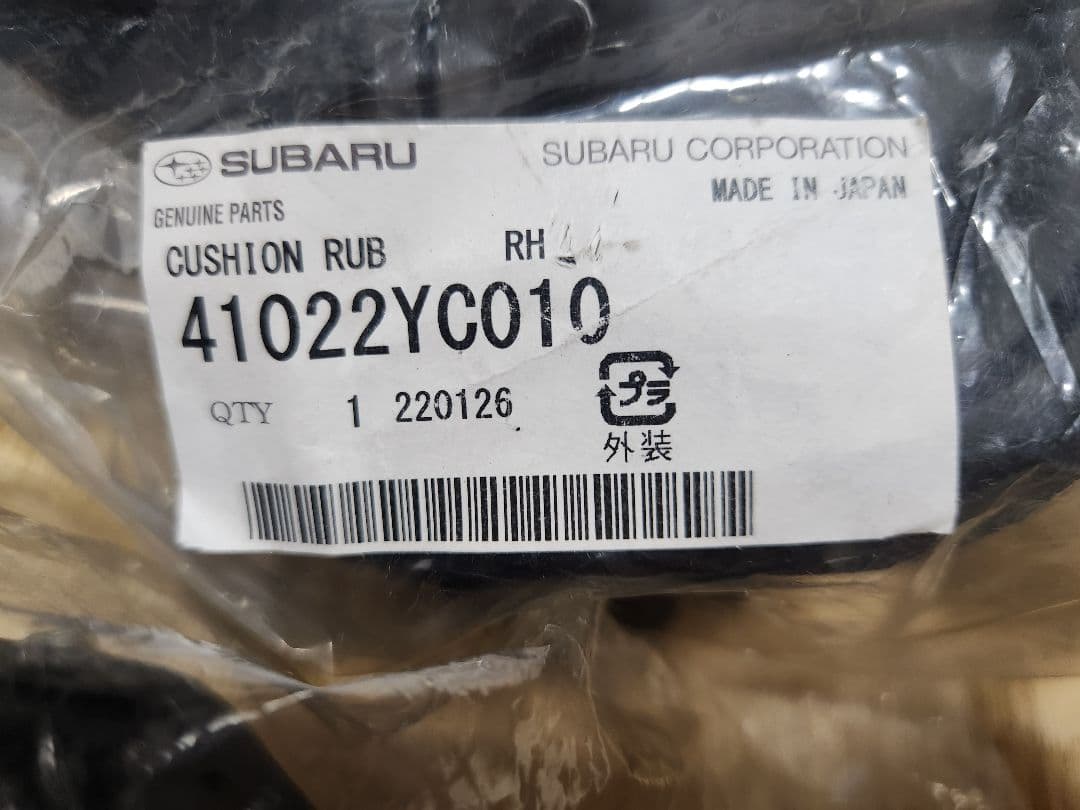 SUBARU SUBARU CORPORATION
MADE IN JAPAN
GENUINE PARTS
CUSHION RUB RH
41022YC010
QTY 1 220126
プラ
外装